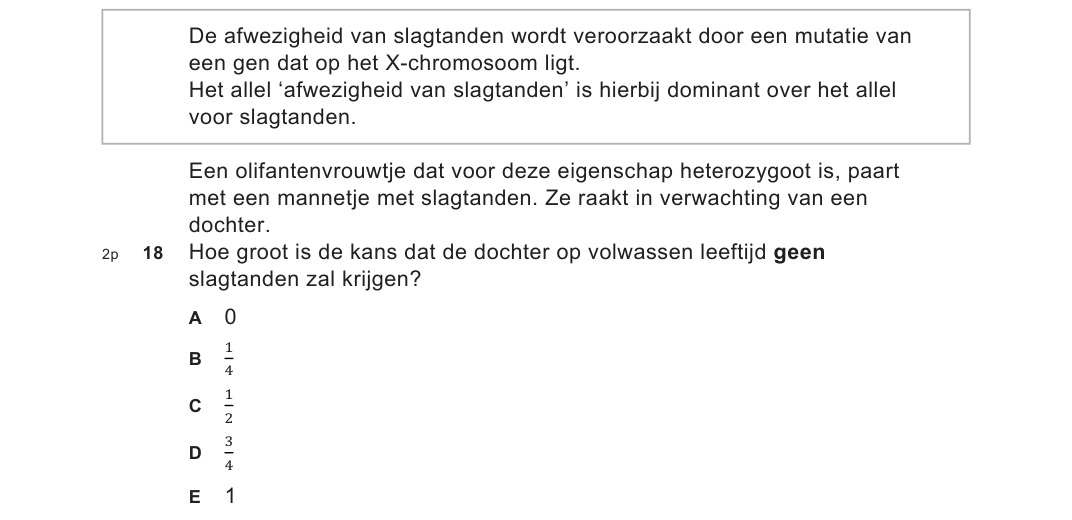 De afwezigheid van slagtanden wordt veroorzaakt door een mutatie van
een gen dat op het X-chromosoom ligt.
Het allel ‘afwezigheid van slagtanden’ is hierbij dominant over het allel
voor slagtanden.
Een olifantenvrouwtje dat voor deze eigenschap heterozygoot is, paart
met een mannetje met slagtanden. Ze raakt in verwachting van een
dochter.
2p 18 Hoe groot is de kans dat de dochter op volwassen leeftijd geen
slagtanden zal krijgen?
A 0
B 1/4
C 1/2
D 3/4
E 1